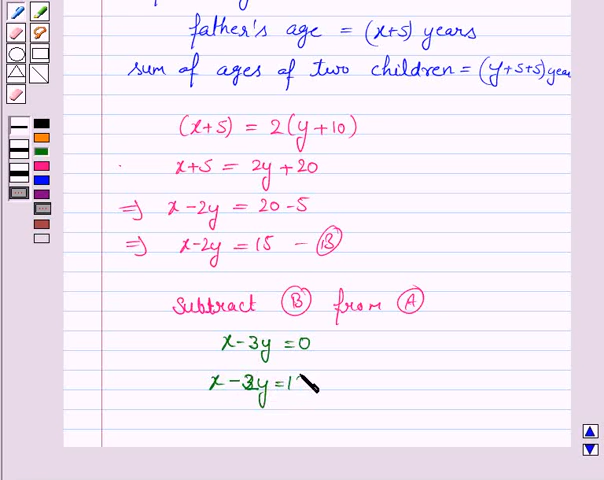 father's age = (x+5) years
sum of ages of two children = (y+5+5) year
(x+5) = 2(y+10)
x+5 = 2y+20
⇒ x-2y = 20-5
⇒ x-2y = 15 - Ⓑ
Subtract Ⓑ from Ⓐ
x-3y = 0
x-2y = 1